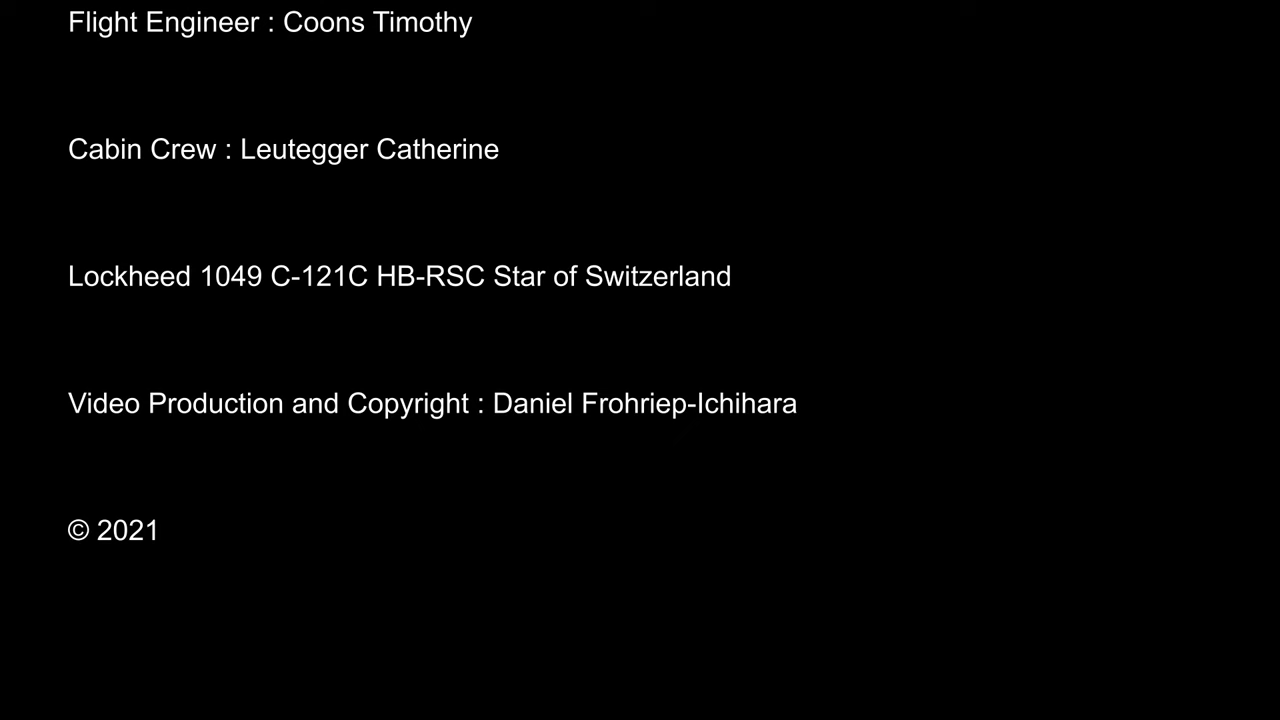 Flight Engineer : Coons Timothy
Cabin Crew : Leutegger Catherine
Lockheed 1049 C-121C HB-RSC Star of Switzerland
Video Production and Copyright : Daniel Frohriep-Ichihara
© 2021